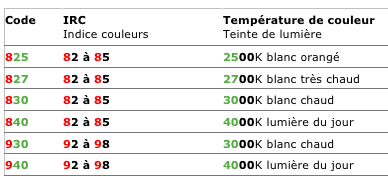 Code IRC Température de couleur
Indice couleurs Teinte de lumière
825 82 à 85 2500K blanc orangé
827 82 à 85 2700K blanc très chaud
830 82 à 85 3000K blanc chaud
840 82 à 85 4000K lumière du jour
930 92 à 98 3000K blanc chaud
940 92 à 98 4000K lumière du jour